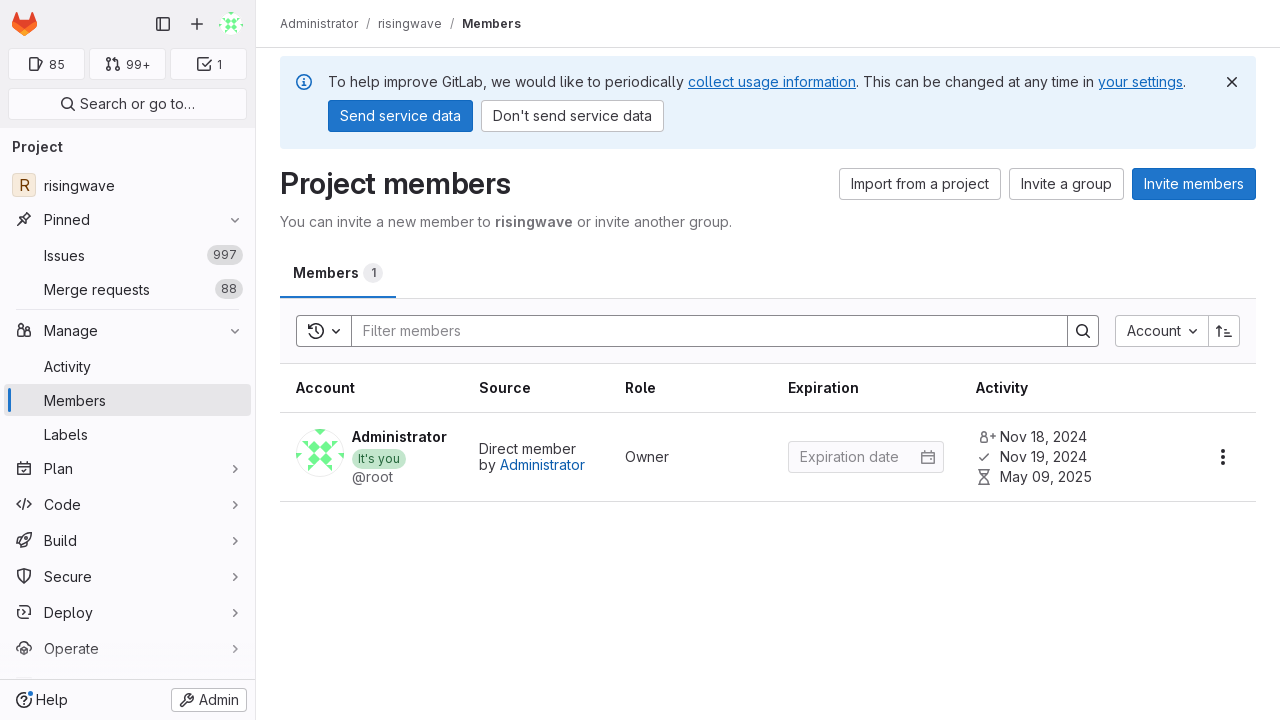 85
99+
1
Search or go to…
Project
R
risingwave
Pinned
Issues
997
Merge requests
88
Manage
Activity
Members
Labels
Plan
Code
Build
Secure
Deploy
Operate
Help
Admin
Administrator / risingwave / Members
To help improve GitLab, we would like to periodically collect usage information. This can be changed at any time in your settings.
Send service data
Don't send service data
Project members
Import from a project
Invite a group
Invite members
You can invite a new member to risingwave or invite another group.
Members 1
Filter members
Account
Account
Source
Role
Expiration
Activity
Administrator
It's you
@root
Direct member
by Administrator
Owner
Expiration date
Nov 18, 2024
Nov 19, 2024
May 09, 2025